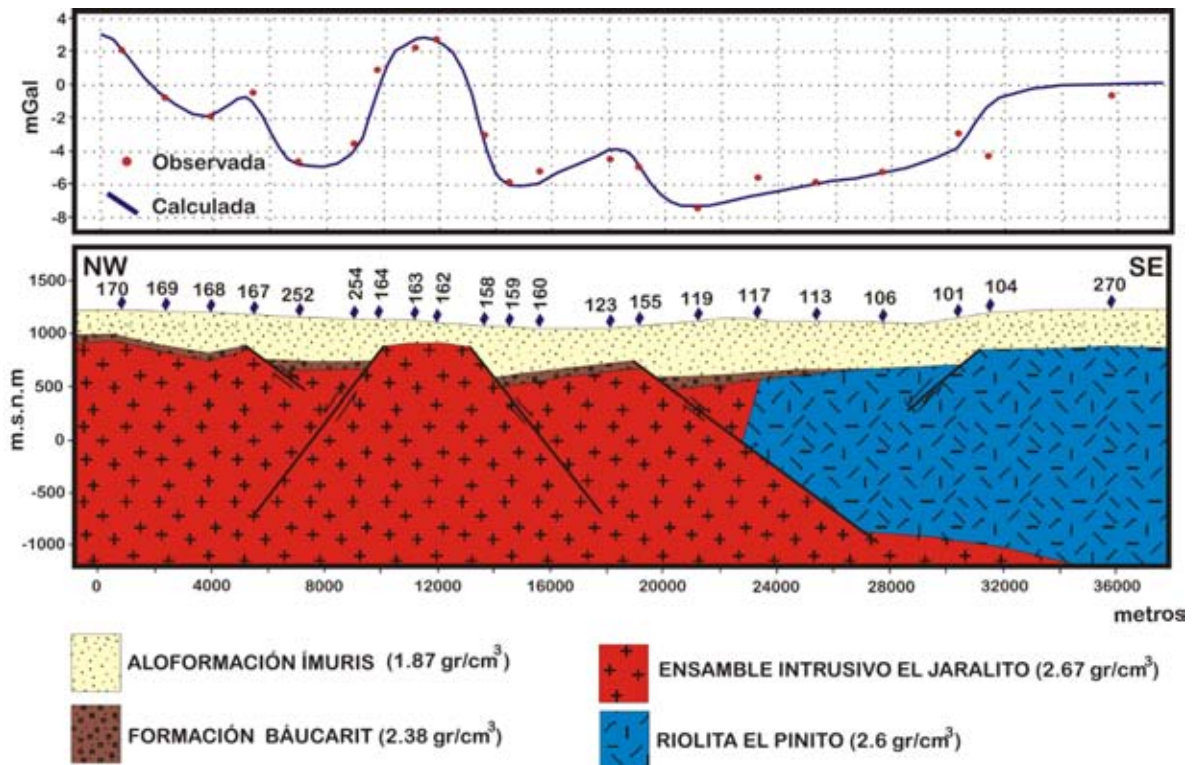 4
2
0
-2
-4
-6
-8
mGal
Observada
Calculada
NW
SE
1500
1000
500
0
-500
-1000
m.s.n.m
170 169 168 167 252 254 164 163 162 158 159 160 123 155 119 117 113 106 101 104 270
0 4000 8000 12000 16000 20000 24000 28000 32000 36000
metros
ALOFORMACIÓN ÍMURIS (1.87 gr/cm³)
FORMACIÓN BÁUCARIT (2.38 gr/cm³)
ENSAMBLE INTRUSIVO EL JARALITO (2.67 gr/cm³)
RIOLITA EL PINITO (2.6 gr/cm³)